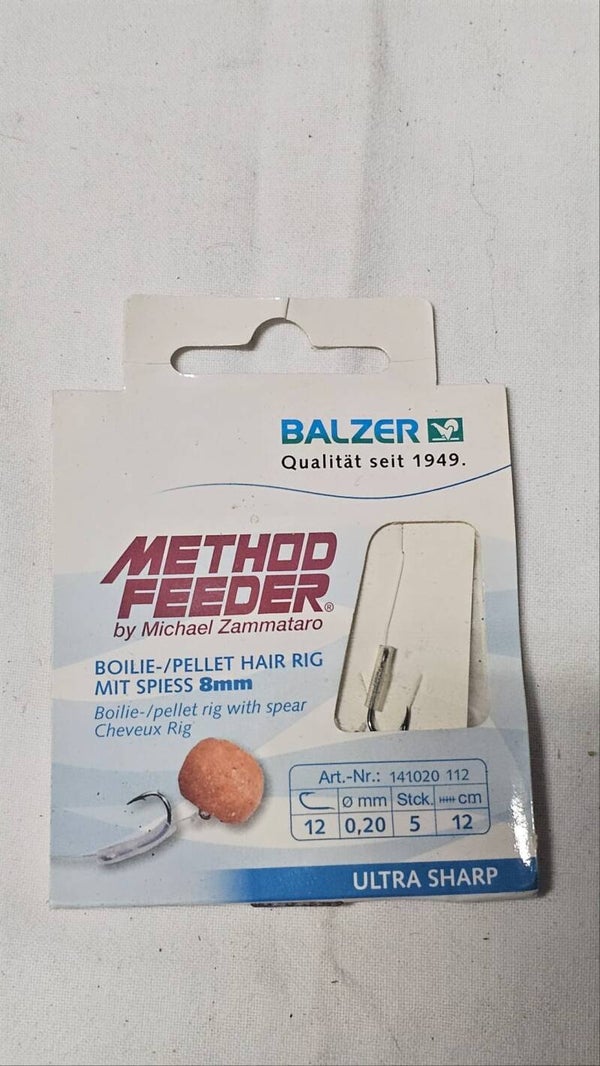 BALZER
Qualität seit 1949.
METHOD
FEEDER®
by Michael Zammataro
BOILIE-/PELLET HAIR RIG
MIT SPIESS 8mm
Boilie-/pellet rig with spear
Cheveux Rig
Art.-Nr.: 141020 112
ø mm Stck. cm
12 0,20 5 12
ULTRA SHARP